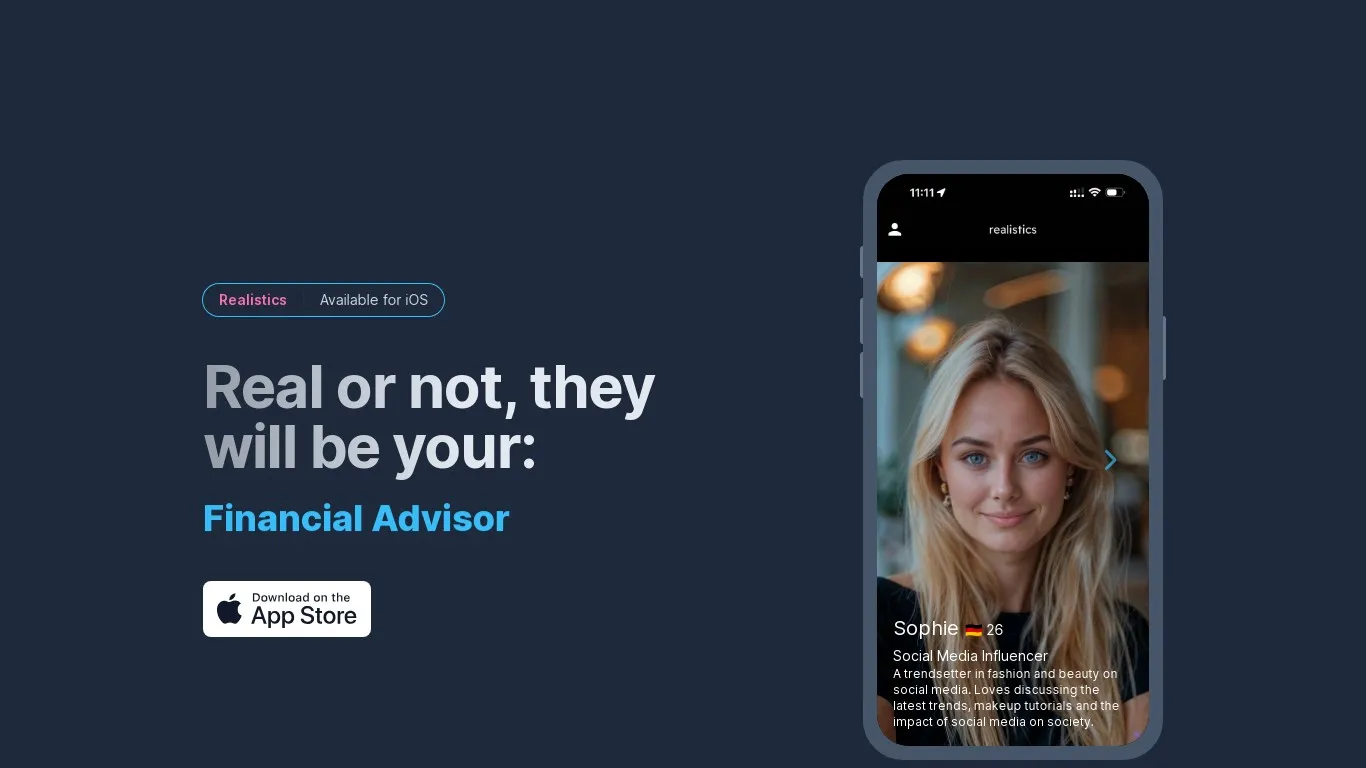 11:11
realistics
Realistics
Available for iOS
Real or not, they
will be your:
Financial Advisor
Download on the
App Store
Sophie 🇩🇪 26
Social Media Influencer
A trendsetter in fashion and beauty on
social media. Loves discussing the
latest trends, makeup tutorials and the
impact of social media on society.